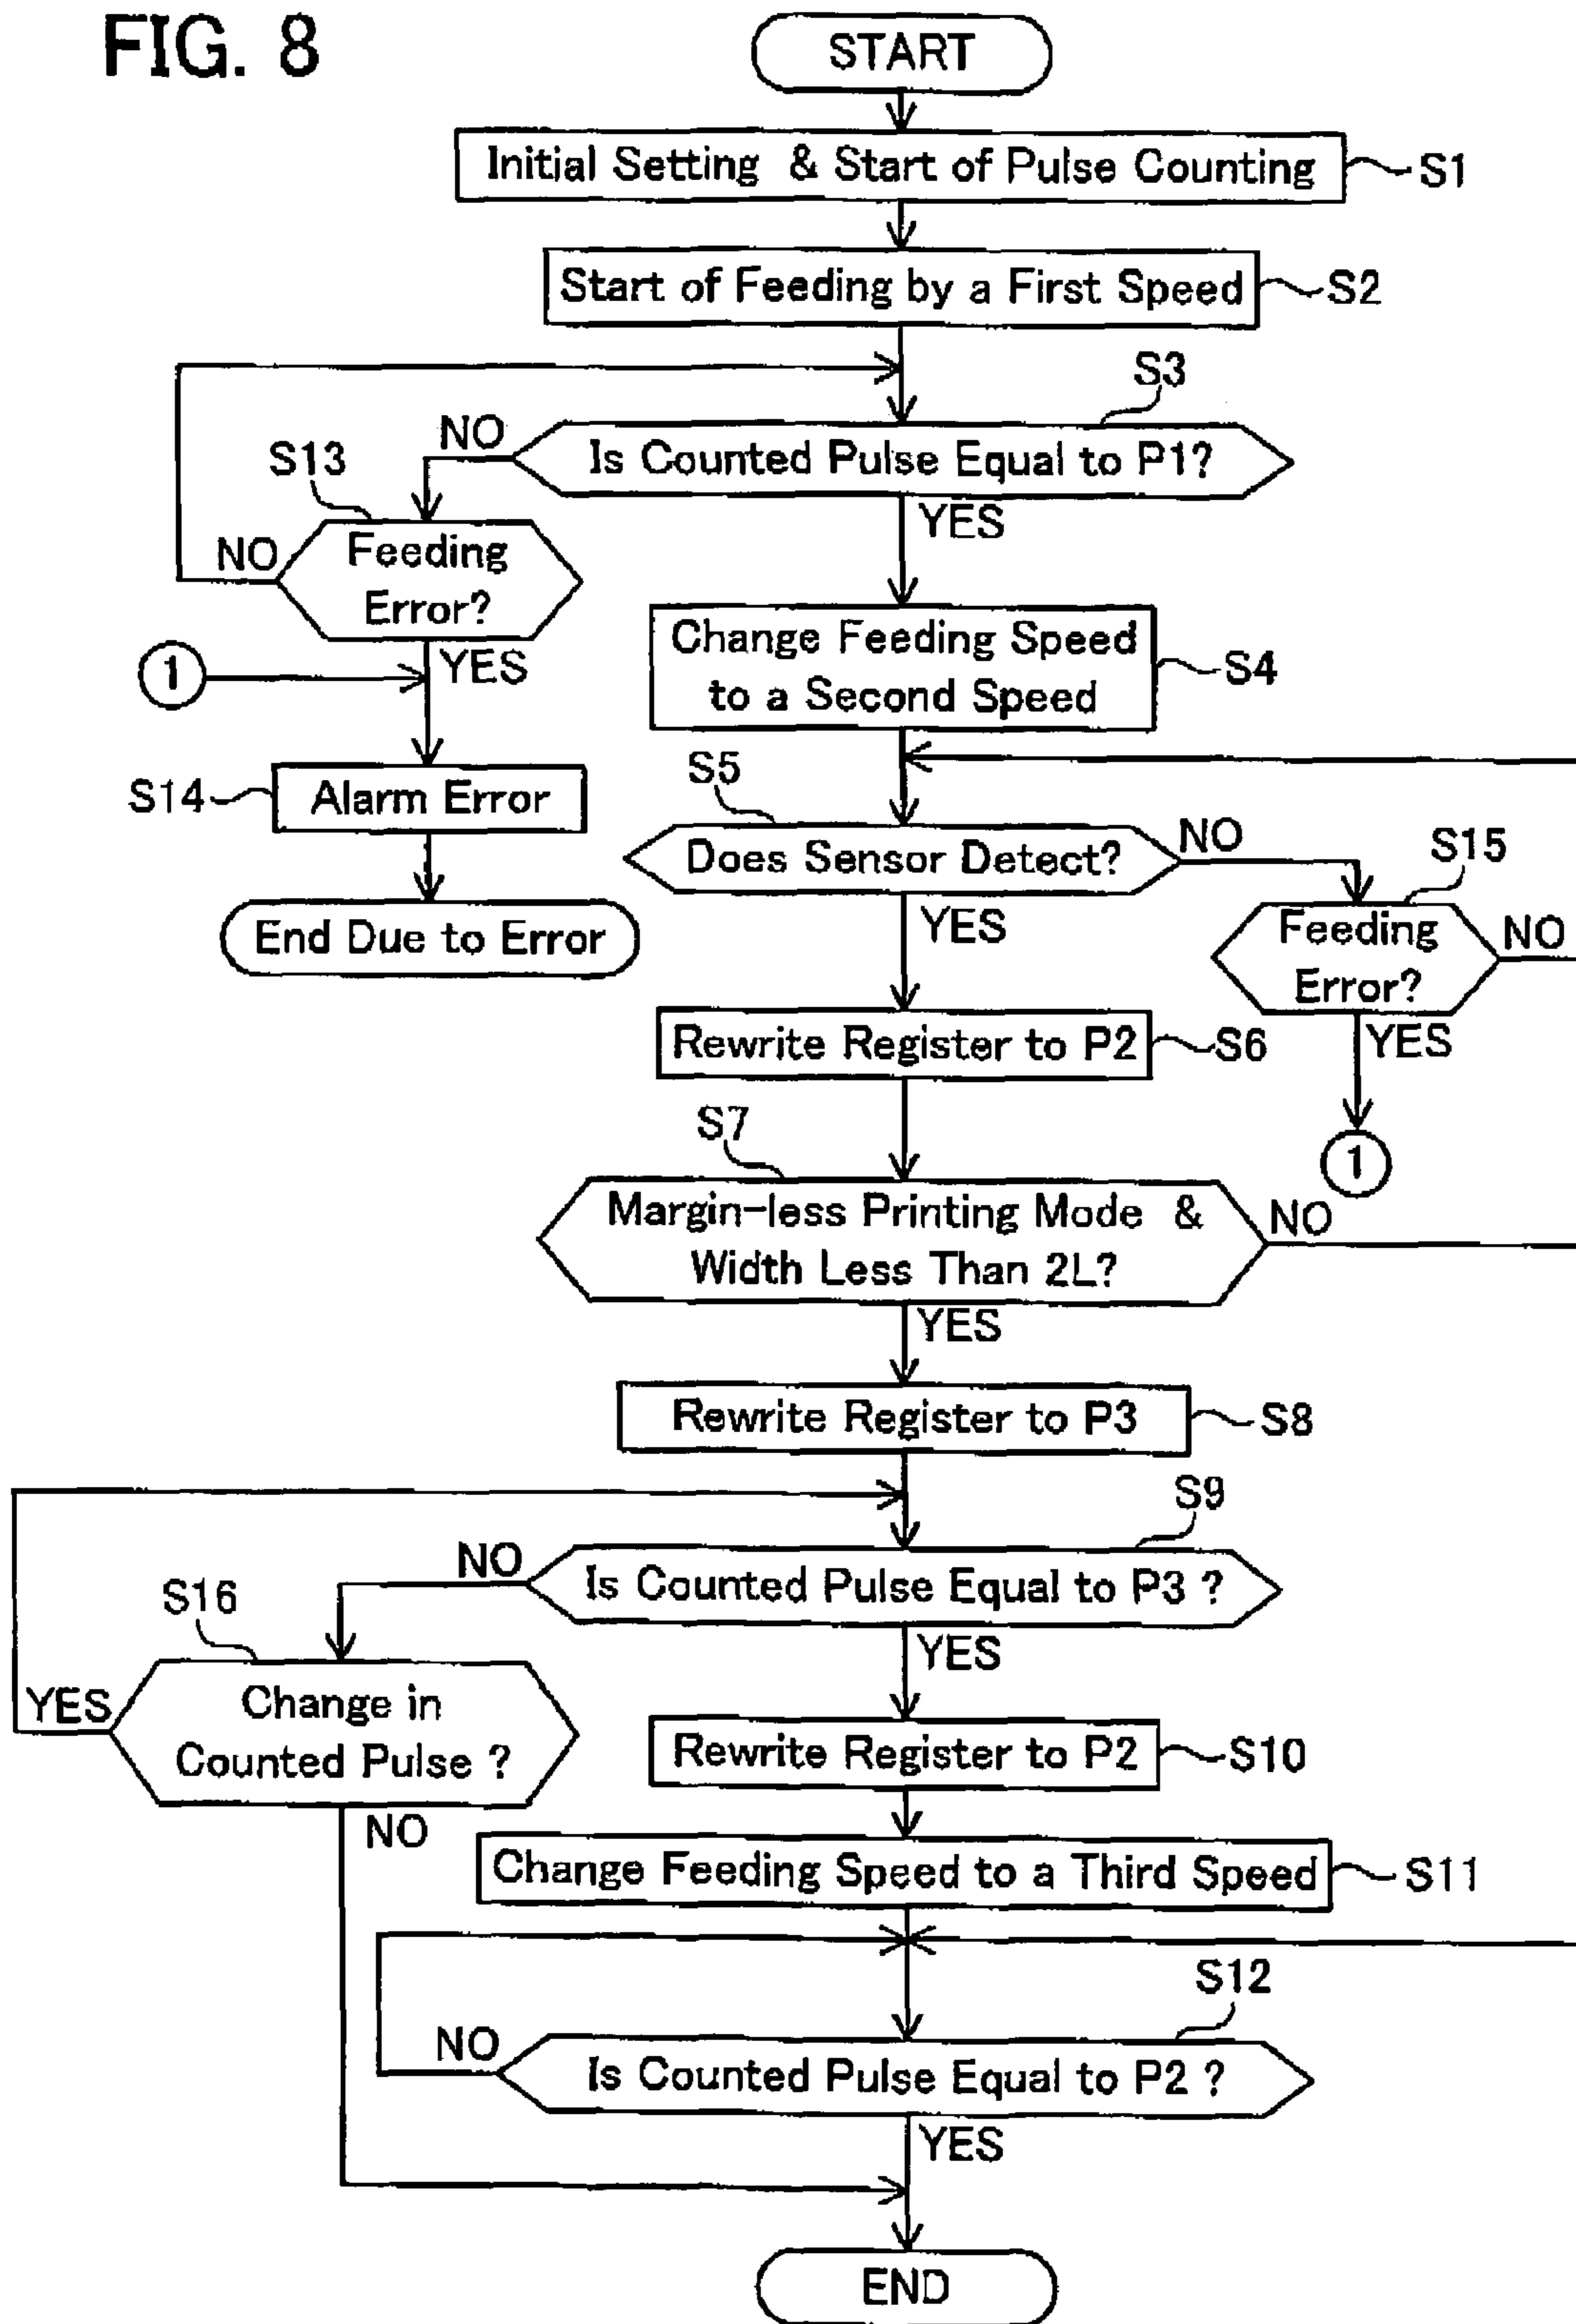 FIG. 8
START
Initial Setting & Start of Pulse Counting
S1
Start of Feeding by a First Speed
S2
S3
Is Counted Pulse Equal to P1?
NO
YES
S13
Feeding
Error?
NO
YES
1
S14
Alarm Error
End Due to Error
Change Feeding Speed
to a Second Speed
S4
S5
Does Sensor Detect?
NO
YES
S15
Feeding
Error?
NO
YES
1
Rewrite Register to P2
S6
S7
Margin-less Printing Mode &
Width Less Than 2L?
NO
YES
Rewrite Register to P3
S8
S9
Is Counted Pulse Equal to P3 ?
NO
YES
S16
Change in
Counted Pulse ?
YES
NO
Rewrite Register to P2
S10
Change Feeding Speed to a Third Speed
S11
S12
Is Counted Pulse Equal to P2 ?
NO
YES
END